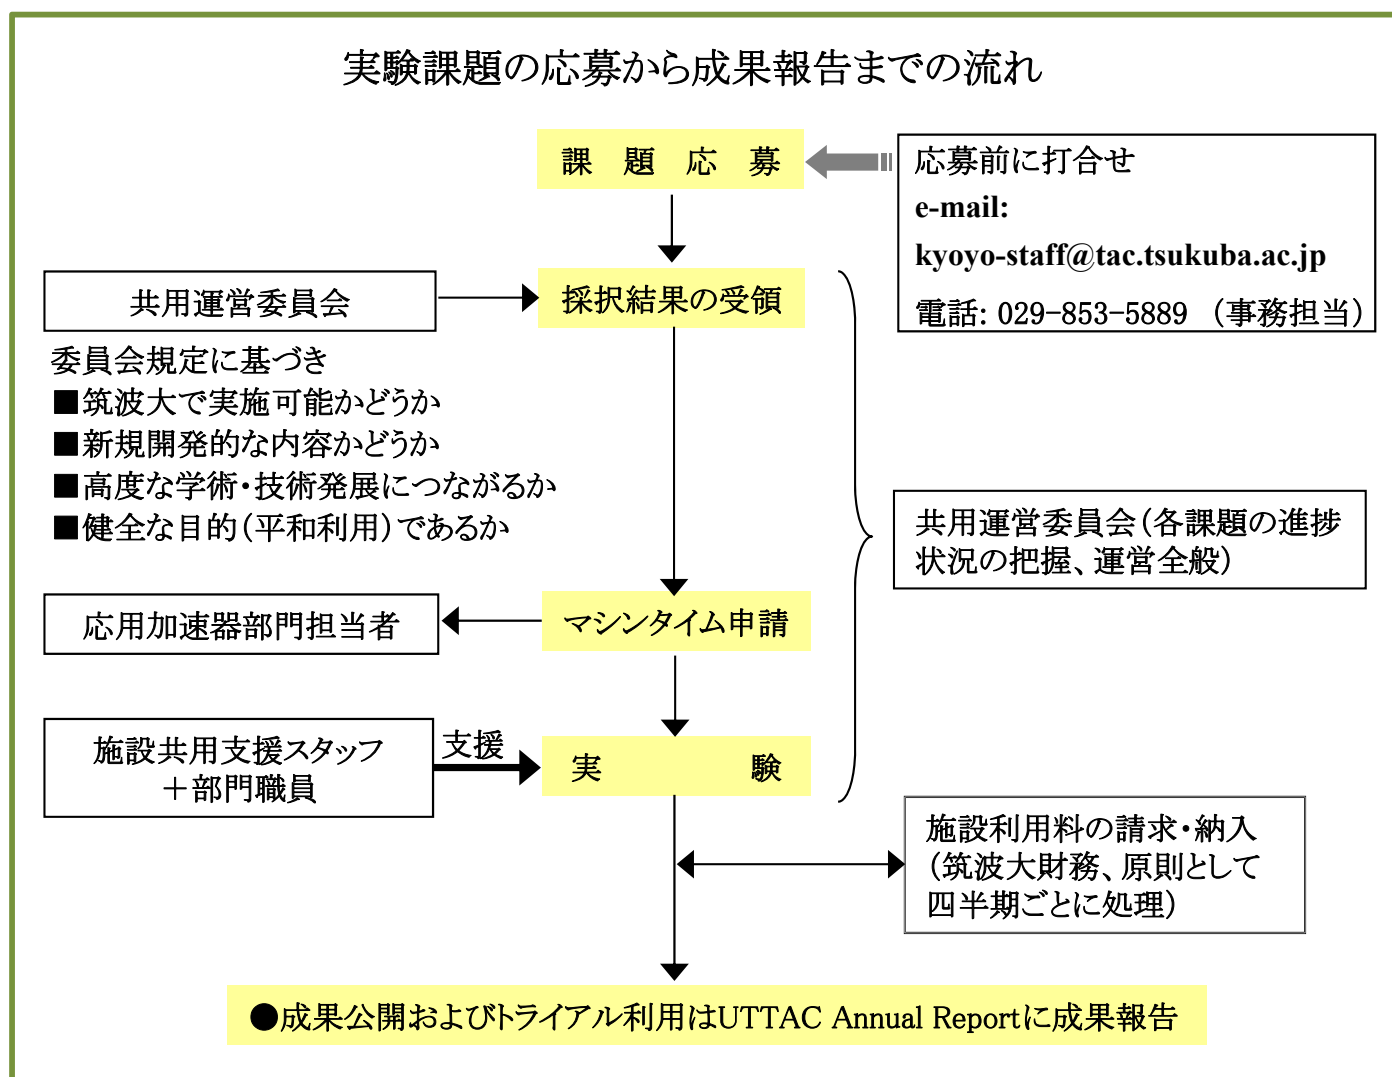 実験課題の応募から成果報告までの流れ
課　題　応　募
応募前に打合せ
e-mail:
kyoyo-staff@tac.tsukuba.ac.jp
電話: 029-853-5889 （事務担当）
共用運営委員会
採択結果の受領
委員会規定に基づき
■筑波大で実施可能かどうか
■新規開発的な内容かどうか
■高度な学術・技術発展につながるか
■健全な目的（平和利用）であるか
共用運営委員会（各課題の進捗
状況の把握、運営全般）
応用加速器部門担当者
マシンタイム申請
施設共用支援スタッフ
＋部門職員
支援
実　　　　　験
施設利用料の請求・納入
（筑波大財務、原則として
四半期ごとに処理）
●成果公開およびトライアル利用はUTTAC Annual Reportに成果報告